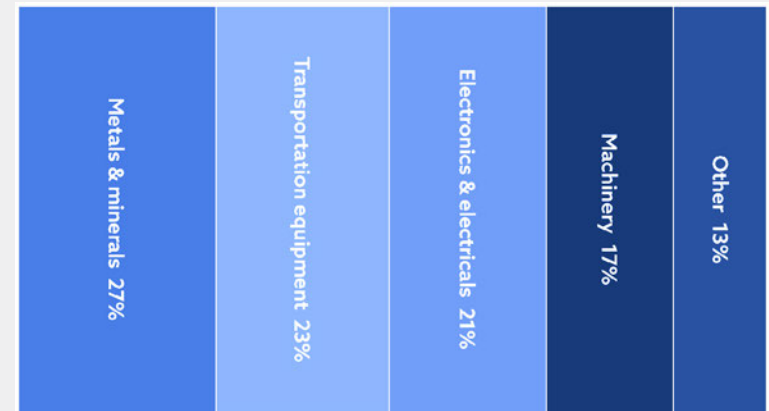 Metals & minerals 27%
Transportation equipment 23%
Electronics & electricals 21%
Machinery 17%
Other 13%